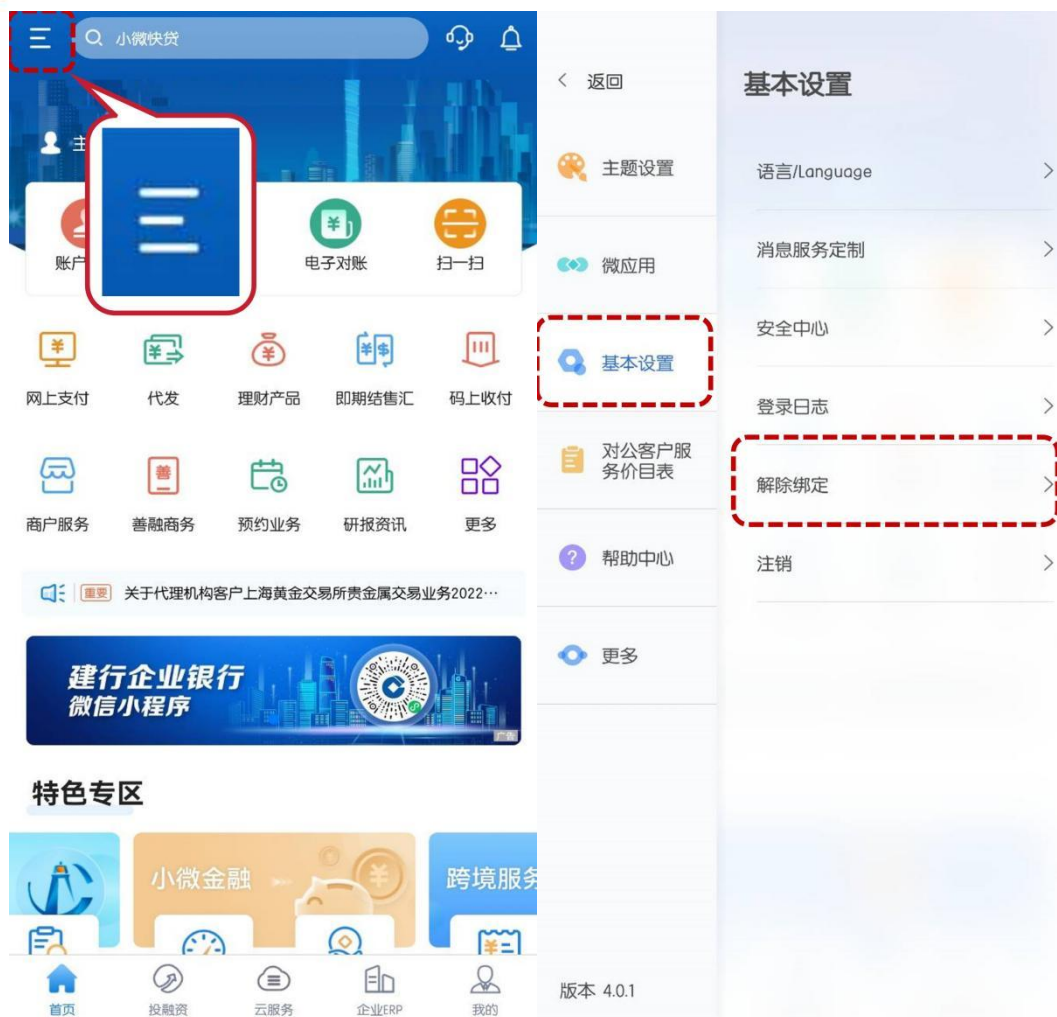 小微快贷
主
账户
电子对账
扫一扫
网上支付
代发
理财产品
即期结售汇
码上收付
商户服务
善融商务
预约业务
研报资讯
更多
重要 关于代理机构客户上海黄金交易所贵金属交易业务2022…
建行企业银行
微信小程序
广告
特色专区
小微金融
跨境服务
首页
投融资
云服务
企业ERP
我的
返回
主题设置
微应用
基本设置
对公客户服
务价目表
帮助中心
更多
版本 4.0.1
基本设置
语言/Language
消息服务定制
安全中心
登录日志
解除绑定
注销